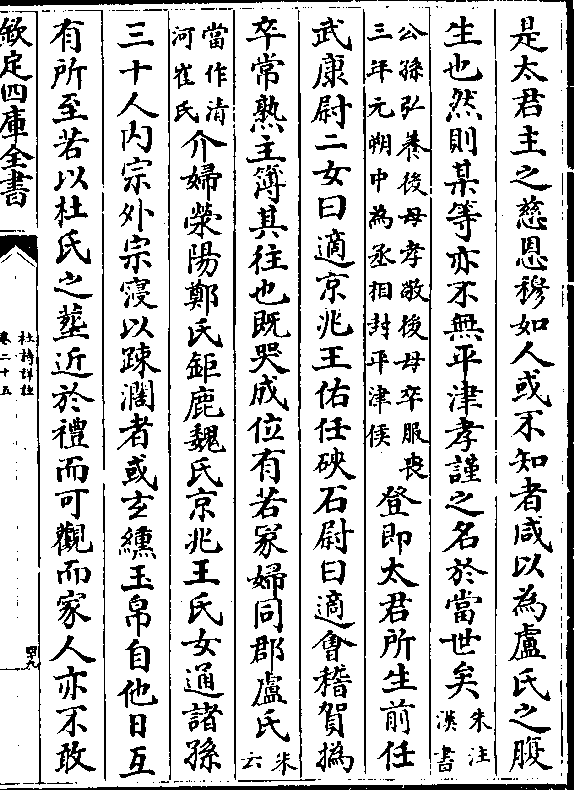 是太君主之慈恩穆如人或不知者咸以為盧氏之腹
生也然則某等亦不無平津孝謹之名於當世矣朱注漢書
公孫弘養後母孝敬後母卒服喪三年元朔中為丞相封平津侯登即太君所生前任
武康尉二女曰適京兆王佑任硤石尉曰適會稽賀撝
卒常熟主簿其往也既哭成位有若冢婦同郡盧氏朱云
當作清河崔氏介婦滎陽鄭氏鉅鹿魏氏京兆王氏女通諸孫
三十人内宗外宗寖以疎濶者或玄纁玉帛自他日互
有所至若以杜氏之塟近於禮而可觀而家人亦不敢
欽定四庫全書
杜詩詳註
卷二十五
四九